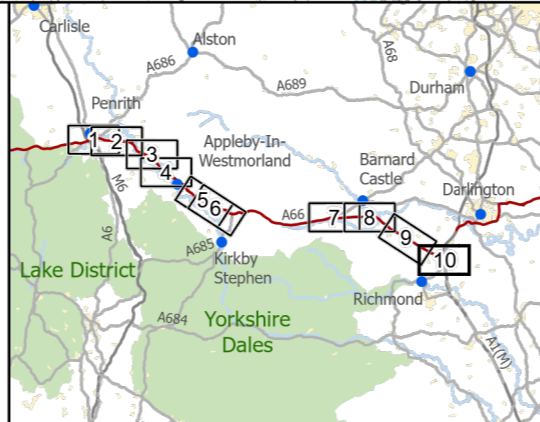 Carlisle
Alston
A686
A68
A689
Durham
Penrith
1
2
3
4
5
6
Appleby-In-
Westmorland
Barnard
Castle
Darlington
M6
A6
A66
7
8
9
10
A685
Lake District
Kirkby
Stephen
Richmond
A684
Yorkshire
Dales
A1(M)